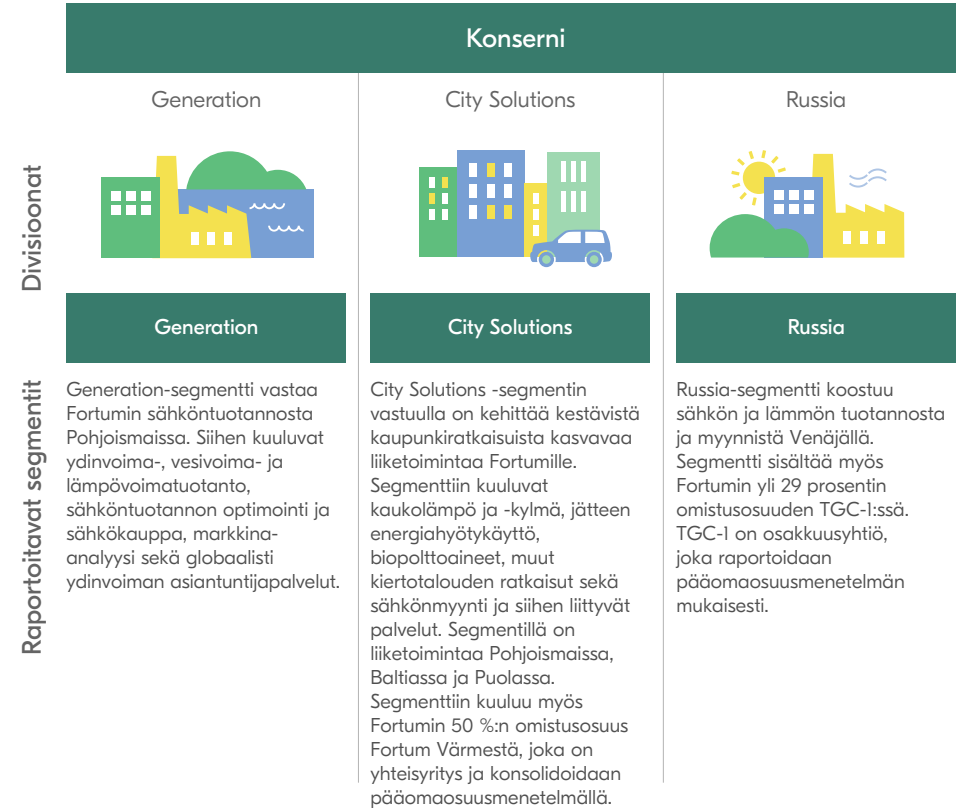 Konserni
Generation
City Solutions
Russia
Divisioonat
Generation
City Solutions
Russia
Raportoitavat segmentit
Generation-segmentti vastaa
Fortumin sähköntuotannosta
Pohjoismaissa. Siihen kuuluvat
ydinvoima-, vesivoima- ja
lämpövoimatuotanto,
sähköntuotannon optimointi ja
sähkökauppa, markkina-
analyysi sekä globaalisti
ydinvoiman asiantuntijapalvelut.
City Solutions -segmentin
vastuulla on kehittää kestävistä
kaupunkiratkaisuista kasvavaa
liiketoimintaa Fortumille.
Segmenttiin kuuluvat
kaukolämpö ja -kylmä, jätteen
energiahyötykäyttö,
biopolttoaineet, muut
kiertotalouden ratkaisut sekä
sähkönmyynti ja siihen liittyvät
palvelut. Segmentillä on
liiketoimintaa Pohjoismaissa,
Baltiassa ja Puolassa.
Segmenttiin kuuluu myös
Fortumin 50 %:n omistusosuus
Fortum Värmestä, joka on
yhteisyritys ja konsolidoidaan
pääomaosuusmenetelmällä.
Russia-segmentti koostuu
sähkön ja lämmön tuotannosta
ja myynnistä Venäjällä.
Segmentti sisältää myös
Fortumin yli 29 prosentin
omistusosuuden TGC-1:ssä.
TGC-1 on osakkuusyhtiö,
joka raportoidaan
pääomaosuusmenetelmän
mukaisesti.